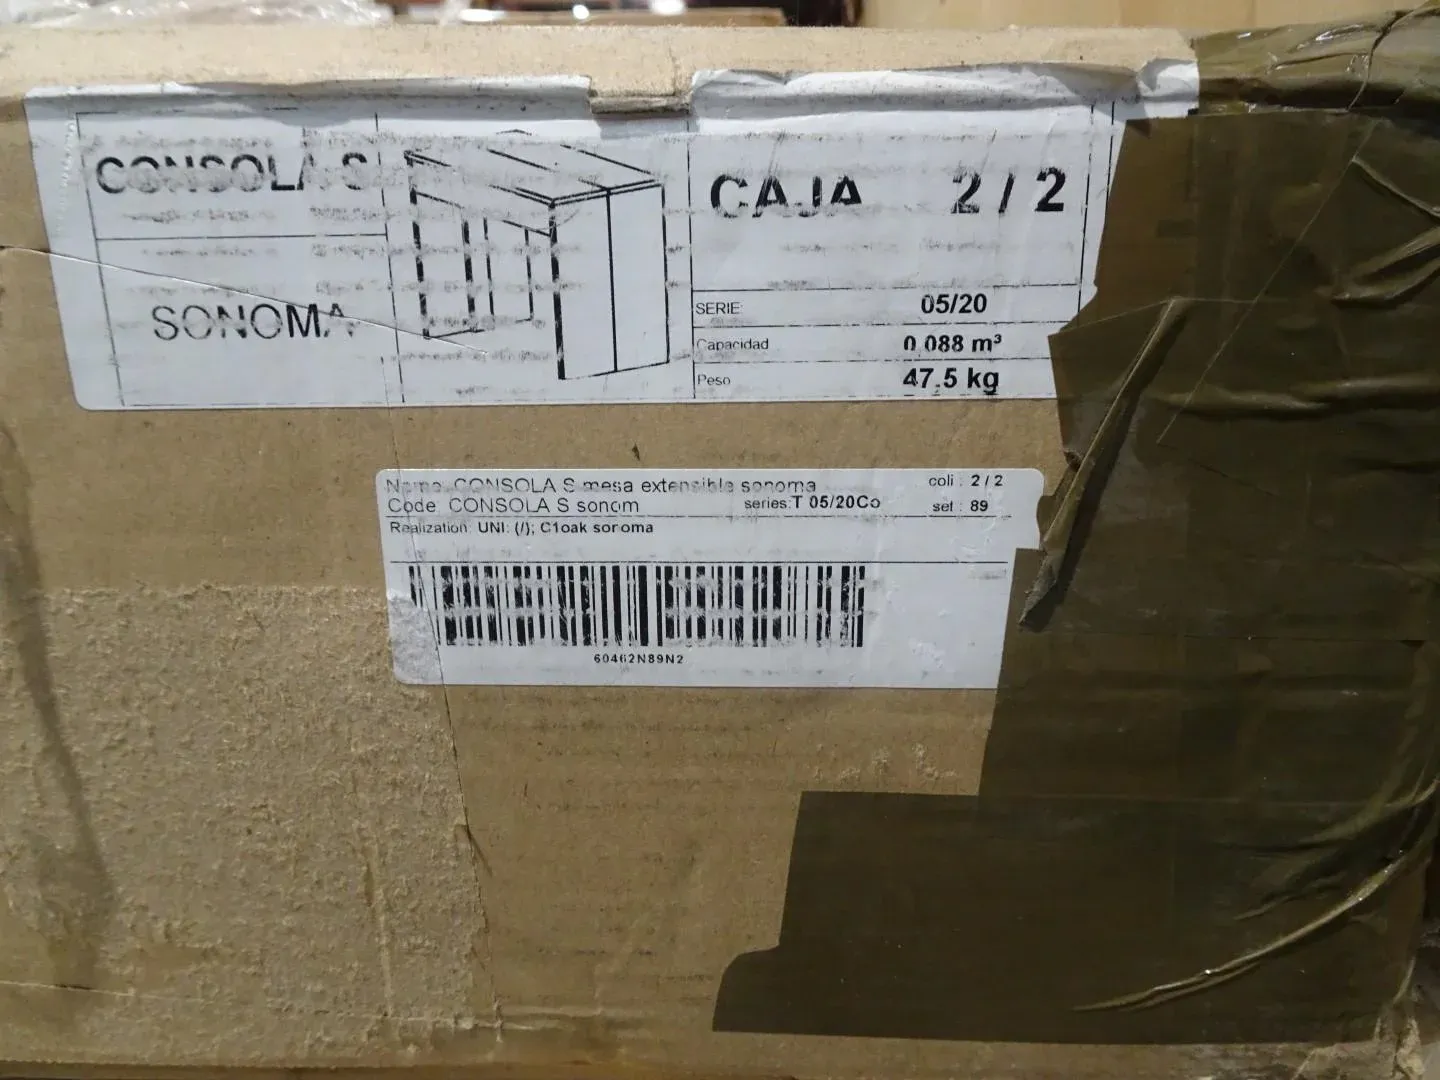 CONSOLA S
SONOMA
CAJA 2 / 2
SERIE: 05/20
Capacidad 0.088 m³
Peso 47.5 kg
Name: CONSOLA S mesa extensible sonoma coli : 2 / 2
Code: CONSOLA S sonom series: T 05/20Co set : 89
Realization: UNI: (/); C1oak sonoma
60462N89N2